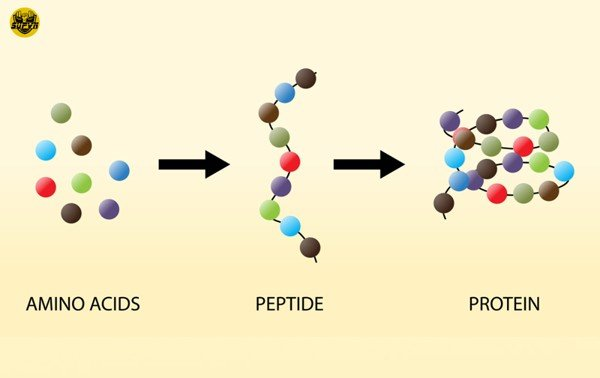 AMINO ACIDS
PEPTIDE
PROTEIN